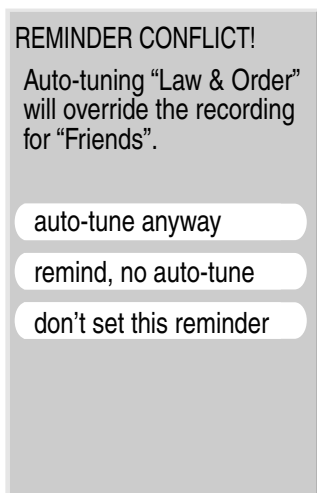 REMINDER CONFLICT!
Auto-tuning “Law & Order”
will override the recording
for “Friends”.
auto-tune anyway
remind, no auto-tune
don’t set this reminder